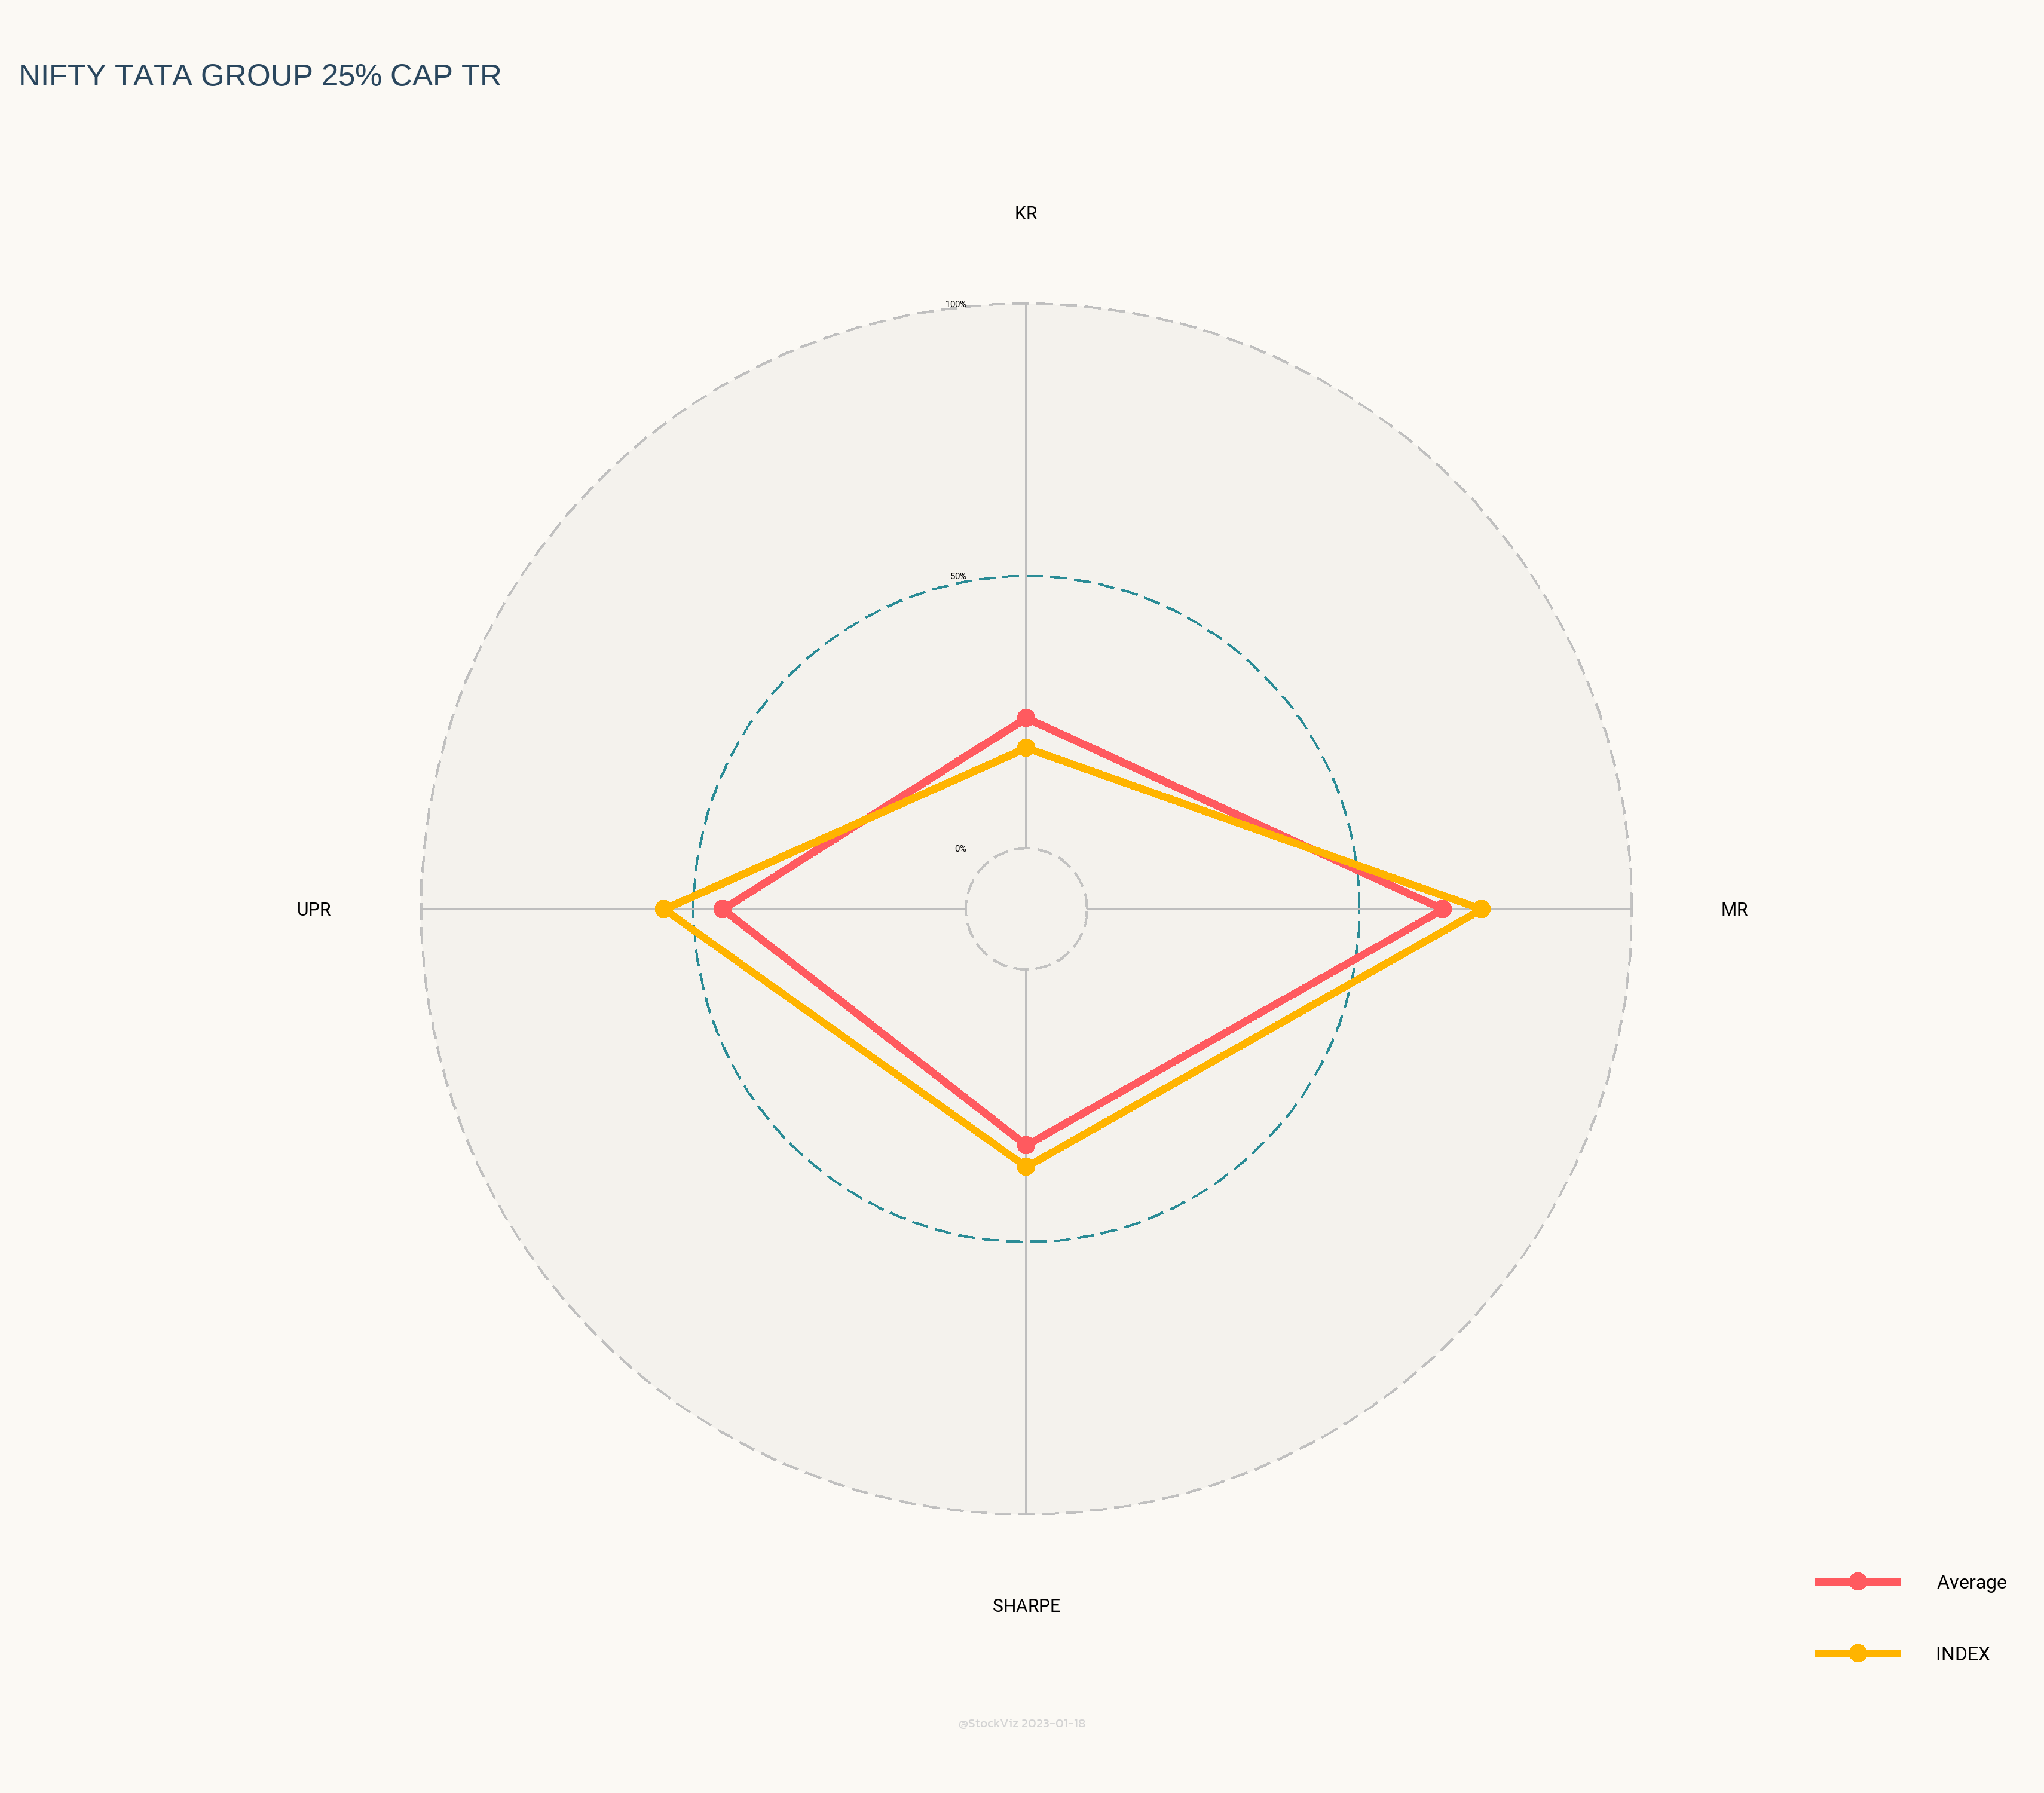 NIFTY TATA GROUP 25% CAP TR
KR
100%
50%
0%
UPR
MR
SHARPE
Average
INDEX
@StockViz 2023-01-18